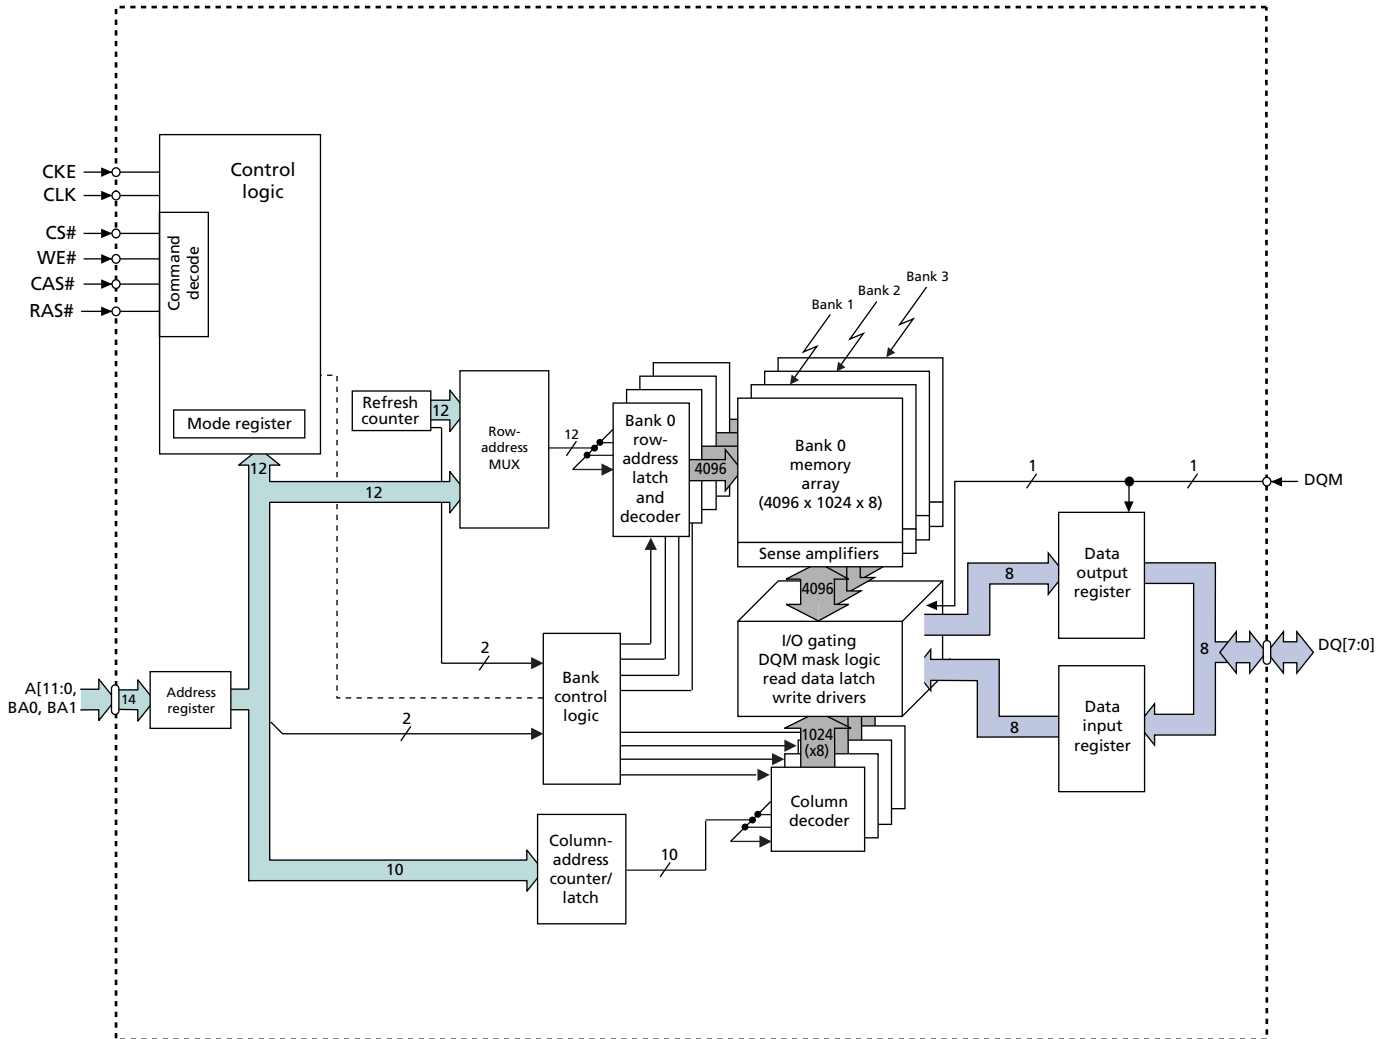 CKE
CLK
CS#
WE#
CAS#
RAS#
Control
logic
Command
decode
Mode register
12
12
Refresh
counter
12
Row-
address
MUX
12
Bank 0
row-
address
latch
and
decoder
4096
Bank 1
Bank 2
Bank 3
Bank 0
memory
array
(4096 x 1024 x 8)
Sense amplifiers
4096
I/O gating
DQM mask logic
read data latch
write drivers
1
1
DQM
8
Data
output
register
8
DQ[7:0]
8
Data
input
register
A[11:0,
BA0, BA1
14
Address
register
2
2
Bank
control
logic
1024
(x8)
Column
decoder
10
Column-
address
counter/
latch
10